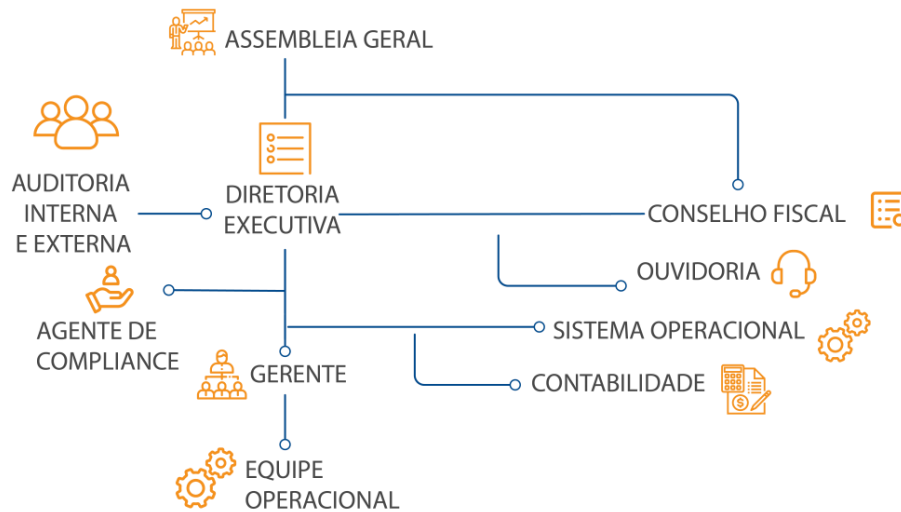 ASSEMBLEIA GERAL
AUDITORIA
INTERNA
E EXTERNA
DIRETORIA
EXECUTIVA
CONSELHO FISCAL
OUVIDORIA
AGENTE DE
COMPLIANCE
SISTEMA OPERACIONAL
GERENTE
CONTABILIDADE
EQUIPE
OPERACIONAL